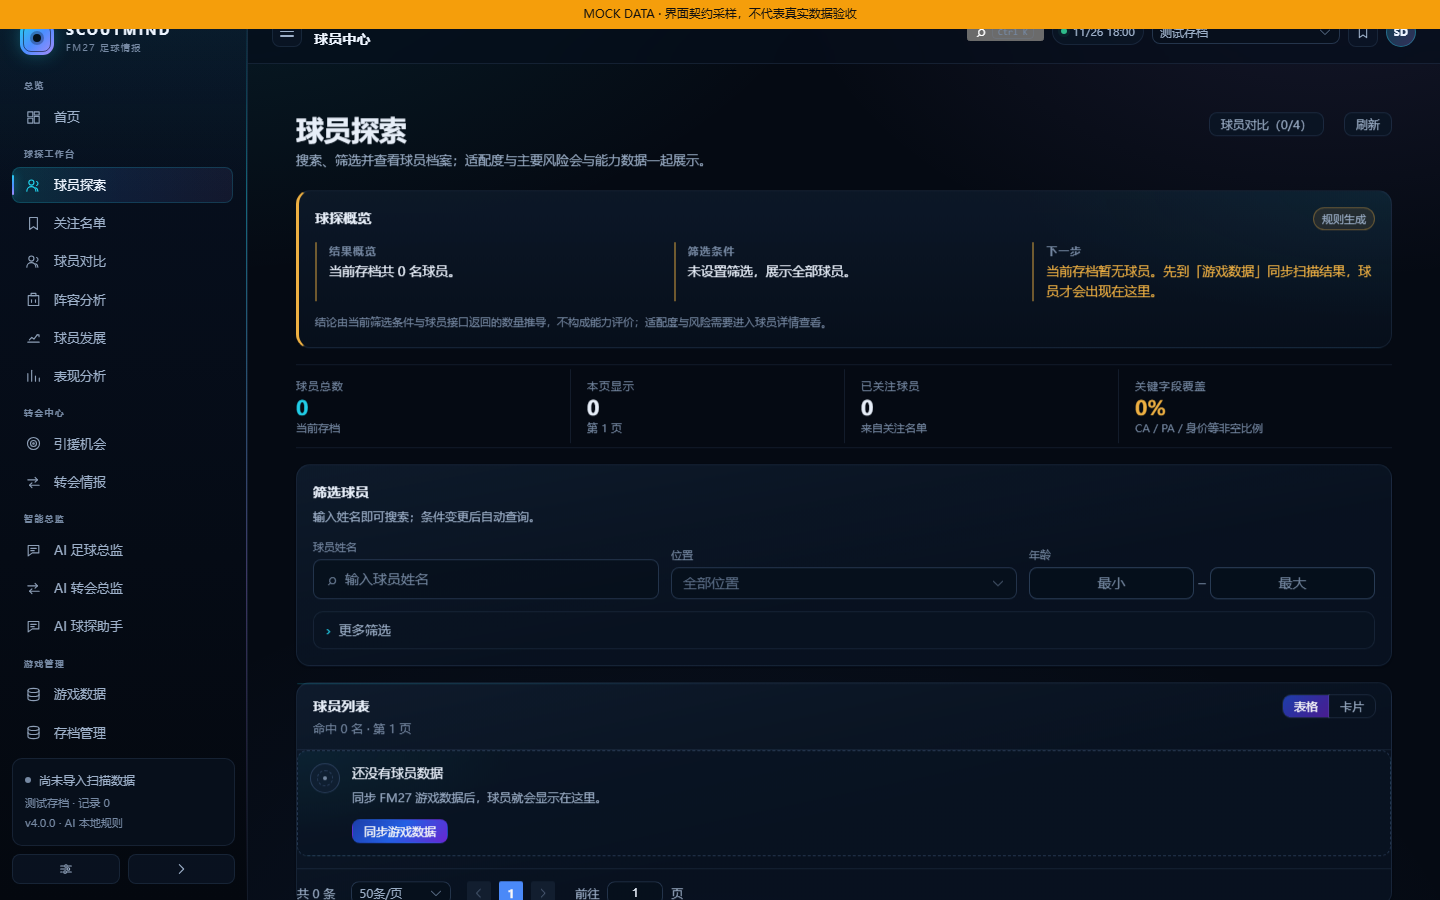 MOCK DATA · 界面契约采样，不代表真实数据验收
SCOUTMIND
FM27 足球情报
球员中心
Ctrl K
11/26 18:00
测试存档
SD
总览
首页
球探工作台
球员探索
关注名单
球员对比
阵容分析
球员发展
表现分析
转会中心
引援机会
转会情报
智能总监
AI 足球总监
AI 转会总监
AI 球探助手
游戏管理
游戏数据
存档管理
尚未导入扫描数据
测试存档 · 记录 0
v4.0.0 · AI 本地规则
球员探索
搜索、筛选并查看球员档案；适配度与主要风险会与能力数据一起展示。
球员对比（0/4）
刷新
球探概览
规则生成
结果概览
当前存档共 0 名球员。
筛选条件
未设置筛选，展示全部球员。
下一步
当前存档暂无球员。先到「游戏数据」同步扫描结果，球
员才会出现在这里。
结论由当前筛选条件与球员接口返回的数量推导，不构成能力评价；适配度与风险需要进入球员详情查看。
球员总数
0
当前存档
本页显示
0
第 1 页
已关注球员
0
来自关注名单
关键字段覆盖
0%
CA / PA / 身价等非空比例
筛选球员
输入姓名即可搜索；条件变更后自动查询。
球员姓名
输入球员姓名
位置
全部位置
年龄
最小
–
最大
更多筛选
球员列表
命中 0 名 · 第 1 页
表格
卡片
还没有球员数据
同步 FM27 游戏数据后，球员就会显示在这里。
同步游戏数据
共 0 条
50条/页
1
前往
1
页